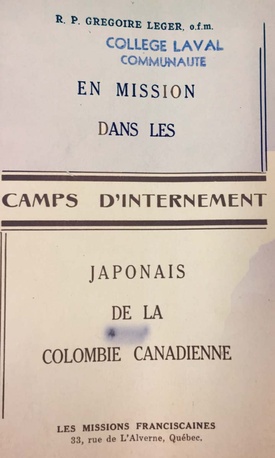 R. P. GREGOIRE LEGER, o.f.m.
COLLEGE LAVAL
COMMUNAUTE
EN MISSION
DANS LES
CAMPS D'INTERNEMENT
JAPONAIS
DE LA
COLOMBIE CANADIENNE
LES MISSIONS FRANCISCAINES
33, rue de L'Alverne, Québec.